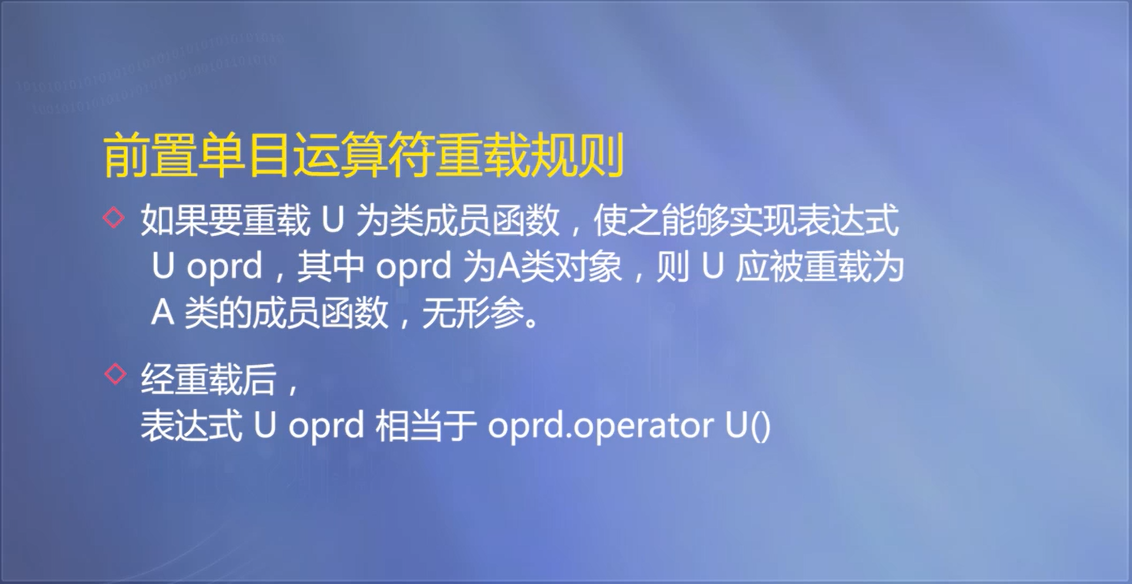 前置单目运算符重载规则
如果要重载 U 为类成员函数，使之能够实现表达式
U oprd，其中 oprd 为A类对象，则 U 应被重载为
A 类的成员函数，无形参。
经重载后，
表达式 U oprd 相当于 oprd.operator U()